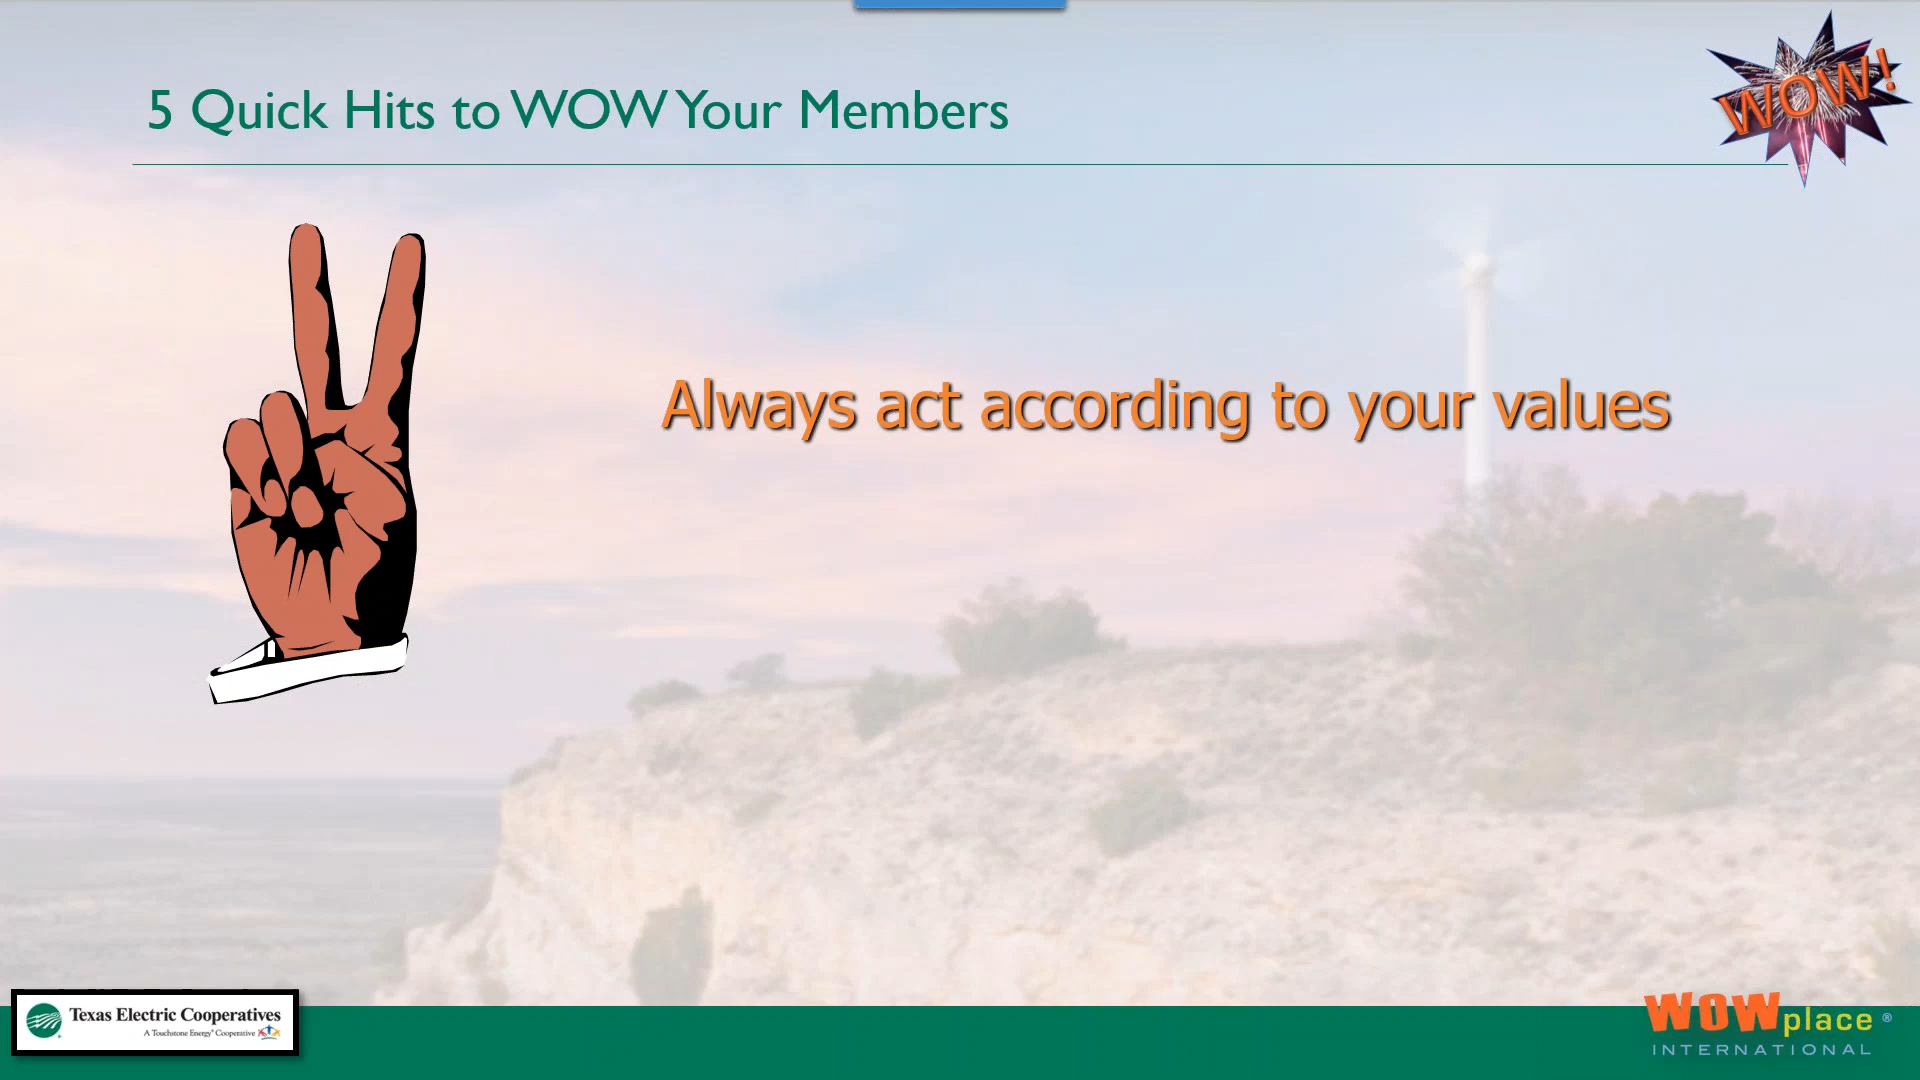 5 Quick Hits to WOW Your Members
WOW!
Always act according to your values
Texas Electric Cooperatives
A Touchstone Energy® Cooperative
WOWplace ®
INTERNATIONAL